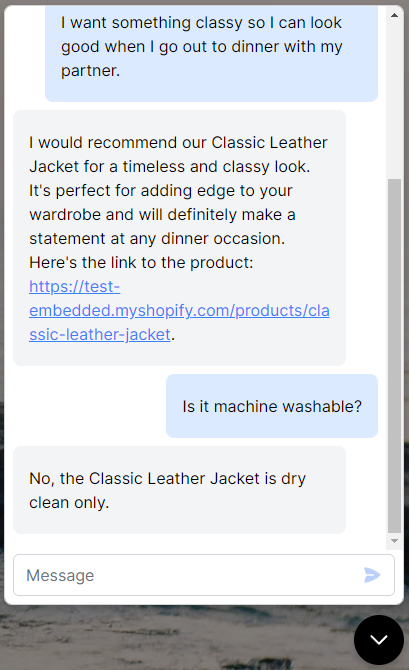 I want something classy so I can look
good when I go out to dinner with my
partner.
I would recommend our Classic Leather
Jacket for a timeless and classy look.
It's perfect for adding edge to your
wardrobe and will definitely make a
statement at any dinner occasion.
Here's the link to the product:
https://test-
embedded.myshopify.com/products/cla
ssic-leather-jacket.
Is it machine washable?
No, the Classic Leather Jacket is dry
clean only.
Message